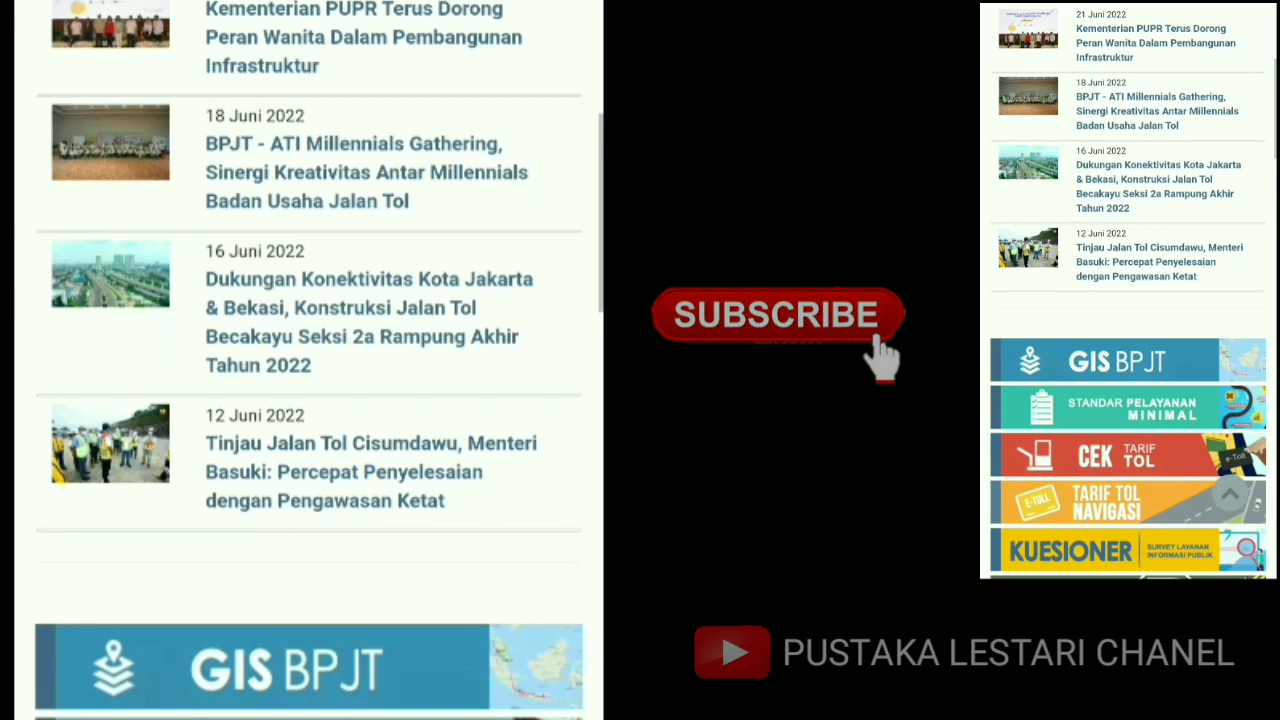 Kementerian PUPR Terus Dorong
Peran Wanita Dalam Pembangunan
Infrastruktur
18 Juni 2022
BPJT - ATI Millennials Gathering,
Sinergi Kreativitas Antar Millennials
Badan Usaha Jalan Tol
16 Juni 2022
Dukungan Konektivitas Kota Jakarta
& Bekasi, Konstruksi Jalan Tol
Becakayu Seksi 2a Rampung Akhir
Tahun 2022
12 Juni 2022
Tinjau Jalan Tol Cisumdawu, Menteri
Basuki: Percepat Penyelesaian
dengan Pengawasan Ketat
GIS BPJT
SUBSCRIBE
PUSTAKA LESTARI CHANEL
21 Juni 2022
Kementerian PUPR Terus Dorong
Peran Wanita Dalam Pembangunan
Infrastruktur
18 Juni 2022
BPJT - ATI Millennials Gathering,
Sinergi Kreativitas Antar Millennials
Badan Usaha Jalan Tol
16 Juni 2022
Dukungan Konektivitas Kota Jakarta
& Bekasi, Konstruksi Jalan Tol
Becakayu Seksi 2a Rampung Akhir
Tahun 2022
12 Juni 2022
Tinjau Jalan Tol Cisumdawu, Menteri
Basuki: Percepat Penyelesaian
dengan Pengawasan Ketat
GIS BPJT
STANDAR PELAYANAN
MINIMAL
CEK TARIF
TOL
e-Toll
E-TOLL
TARIF TOL
NAVIGASI
KUESIONER
SURVEY LAYANAN
INFORMASI PUBLIK